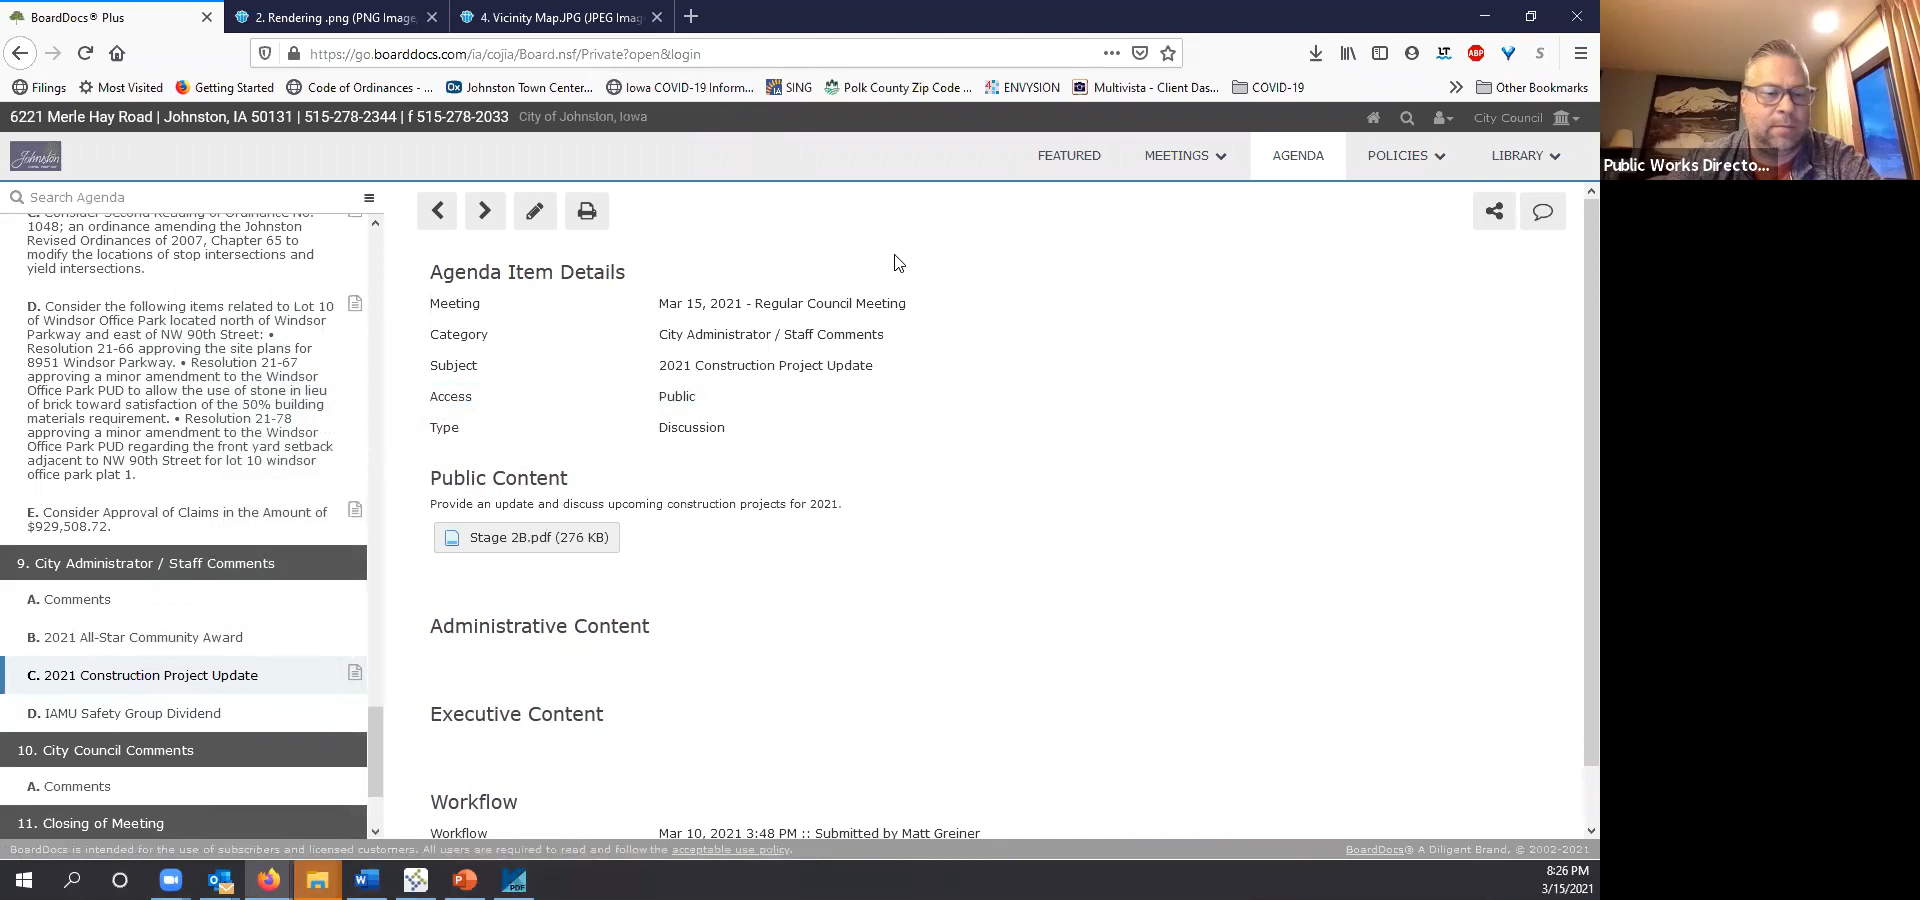 BoardDocs® Plus
2. Rendering .png (PNG Image,
4. Vicinity Map.JPG (JPEG Imag
https://go.boarddocs.com/ia/cojia/Board.nsf/Private?open&login
Filings
Most Visited
Getting Started
Code of Ordinances - ...
Johnston Town Center...
Iowa COVID-19 Inform...
SING
Polk County Zip Code ...
ENVYSION
Multivista - Client Das...
COVID-19
Other Bookmarks
6221 Merle Hay Road | Johnston, IA 50131 | 515-278-2344 | f 515-278-2033 City of Johnston, Iowa
City Council
Johnston
FEATURED
MEETINGS
AGENDA
POLICIES
LIBRARY
Search Agenda
C. Consider Second Reading of Ordinance No.
1048; an ordinance amending the Johnston
Revised Ordinances of 2007, Chapter 65 to
modify the locations of stop intersections and
yield intersections.
D. Consider the following items related to Lot 10
of Windsor Office Park located north of Windsor
Parkway and east of NW 90th Street: •
Resolution 21-66 approving the site plans for
8951 Windsor Parkway. • Resolution 21-67
approving a minor amendment to the Windsor
Office Park PUD to allow the use of stone in lieu
of brick toward satisfaction of the 50% building
materials requirement. • Resolution 21-78
approving a minor amendment to the Windsor
Office Park PUD regarding the front yard setback
adjacent to NW 90th Street for lot 10 windsor
office park plat 1.
E. Consider Approval of Claims in the Amount of
$929,508.72.
9. City Administrator / Staff Comments
A. Comments
B. 2021 All-Star Community Award
C. 2021 Construction Project Update
D. IAMU Safety Group Dividend
10. City Council Comments
A. Comments
11. Closing of Meeting
Agenda Item Details
Meeting Mar 15, 2021 - Regular Council Meeting
Category City Administrator / Staff Comments
Subject 2021 Construction Project Update
Access Public
Type Discussion
Public Content
Provide an update and discuss upcoming construction projects for 2021.
Stage 2B.pdf (276 KB)
Administrative Content
Executive Content
Workflow
Workflow Mar 10, 2021 3:48 PM :: Submitted by Matt Greiner
BoardDocs is intended for the use of subscribers and licensed customers. All users are required to read and follow the acceptable use policy.
BoardDocs® A Diligent Brand, © 2002-2021
8:26 PM
3/15/2021
Public Works Directo...